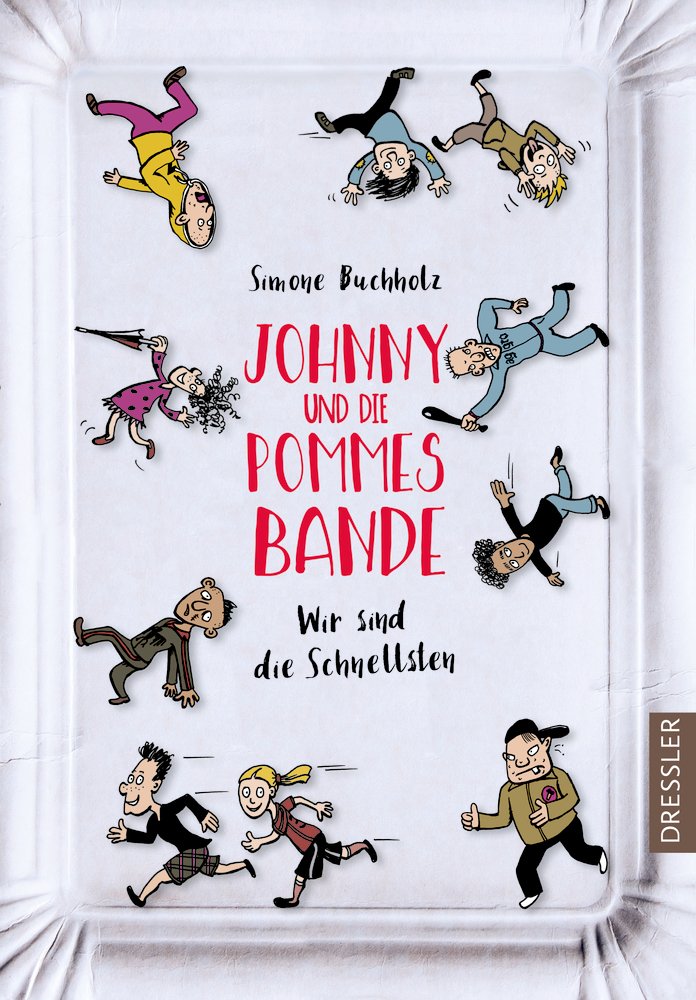 Simone Buchholz
JOHNNY
UND DIE
POMMES
BANDE
Wir sind
die Schnellsten
DRESSLER